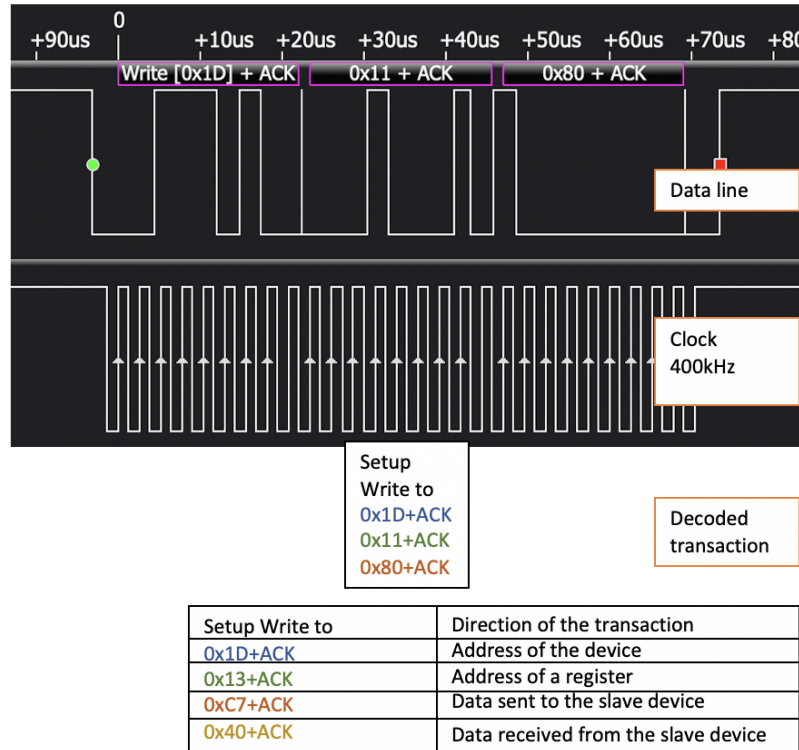 0
+90us +10us +20us +30us +40us +50us +60us +70us +80
Write [0x1D] + ACK 0x11 + ACK 0x80 + ACK
Data line
Clock
400kHz
Setup
Write to
0x1D+ACK
0x11+ACK
0x80+ACK
Decoded
transaction
Setup Write to Direction of the transaction
0x1D+ACK Address of the device
0x13+ACK Address of a register
0xC7+ACK Data sent to the slave device
0x40+ACK Data received from the slave device